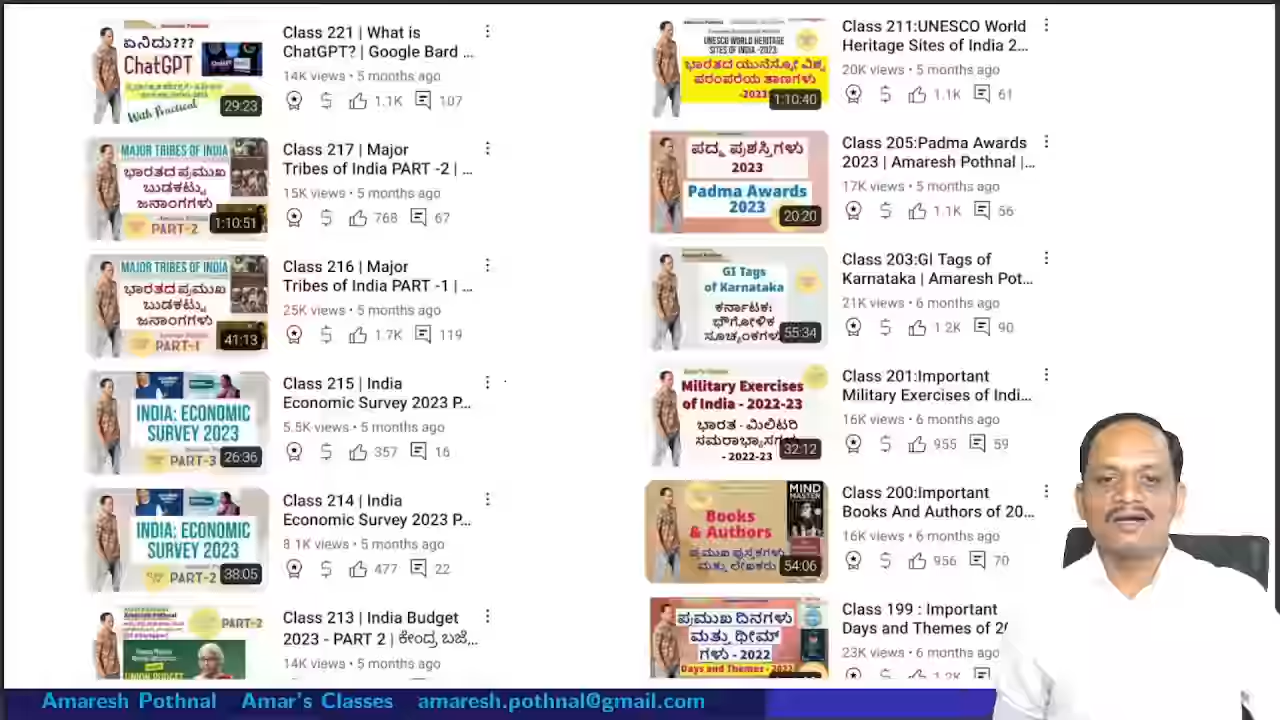 ಏನಿದು???
ChatGPT
With Practical
29:23
Class 221 | What is
ChatGPT? | Google Bard ...
14K views • 5 months ago
1.1K
107
MAJOR TRIBES OF INDIA
ಭಾರತದ ಪ್ರಮುಖ
ಬುಡಕಟ್ಟು
ಜನಾಂಗಗಳು
PART-2
1:10:51
Class 217 | Major
Tribes of India PART -2 | ...
15K views • 5 months ago
768
67
MAJOR TRIBES OF INDIA
ಭಾರತದ ಪ್ರಮುಖ
ಬುಡಕಟ್ಟು
ಜನಾಂಗಗಳು
PART-1
41:13
Class 216 | Major
Tribes of India PART -1 | ...
25K views • 5 months ago
1.7K
119
INDIA: ECONOMIC
SURVEY 2023
PART-3
26:36
Class 215 | India
Economic Survey 2023 P...
5.5K views • 5 months ago
357
16
INDIA: ECONOMIC
SURVEY 2023
PART-2
38:05
Class 214 | India
Economic Survey 2023 P...
8.1K views • 5 months ago
477
22
PART-2
UNION BUDGET
Class 213 | India Budget
2023 - PART 2 | ಕೇಂದ್ರ ಬಜೆ...
14K views • 5 months ago
UNESCO WORLD HERITAGE
SITES OF INDIA -2023
ಭಾರತದ ಯುನೆಸ್ಕೋ ವಿಶ್ವ
ಪರಂಪರೆಯ ತಾಣಗಳು
-2023
1:10:40
Class 211:UNESCO World
Heritage Sites of India 2...
20K views • 5 months ago
1.1K
61
ಪದ್ಮ ಪ್ರಶಸ್ತಿಗಳು
2023
Padma Awards
2023
20:20
Class 205:Padma Awards
2023 | Amaresh Pothnal |...
17K views • 5 months ago
1.1K
56
GI Tags
of Karnataka
ಕರ್ನಾಟಕ:
ಭೌಗೋಳಿಕ
ಸೂಚ್ಯಂಕಗಳು
55:34
Class 203:GI Tags of
Karnataka | Amaresh Pot...
21K views • 6 months ago
1.2K
90
Military Exercises
of India - 2022-23
ಭಾರತ - ಮಿಲಿಟರಿ
ಸಮರಾಭ್ಯಾಸಗಳು
- 2022-23
32:12
Class 201:Important
Military Exercises of Indi...
16K views • 6 months ago
955
59
MIND
MASTER
Books
& Authors
ಪ್ರಮುಖ ಪುಸ್ತಕಗಳು
ಮತ್ತು ಲೇಖಕರು
54:06
Class 200:Important
Books And Authors of 20...
16K views • 6 months ago
956
70
ಪ್ರಮುಖ ದಿನಗಳು
ಮತ್ತು ಥೀಮ್
ಗಳು - 2022
Days and Themes - 2022
Class 199 : Important
Days and Themes of
23K views • 6 months ago
Amaresh Pothnal Amar's Classes amaresh.pothnal@gmail.com